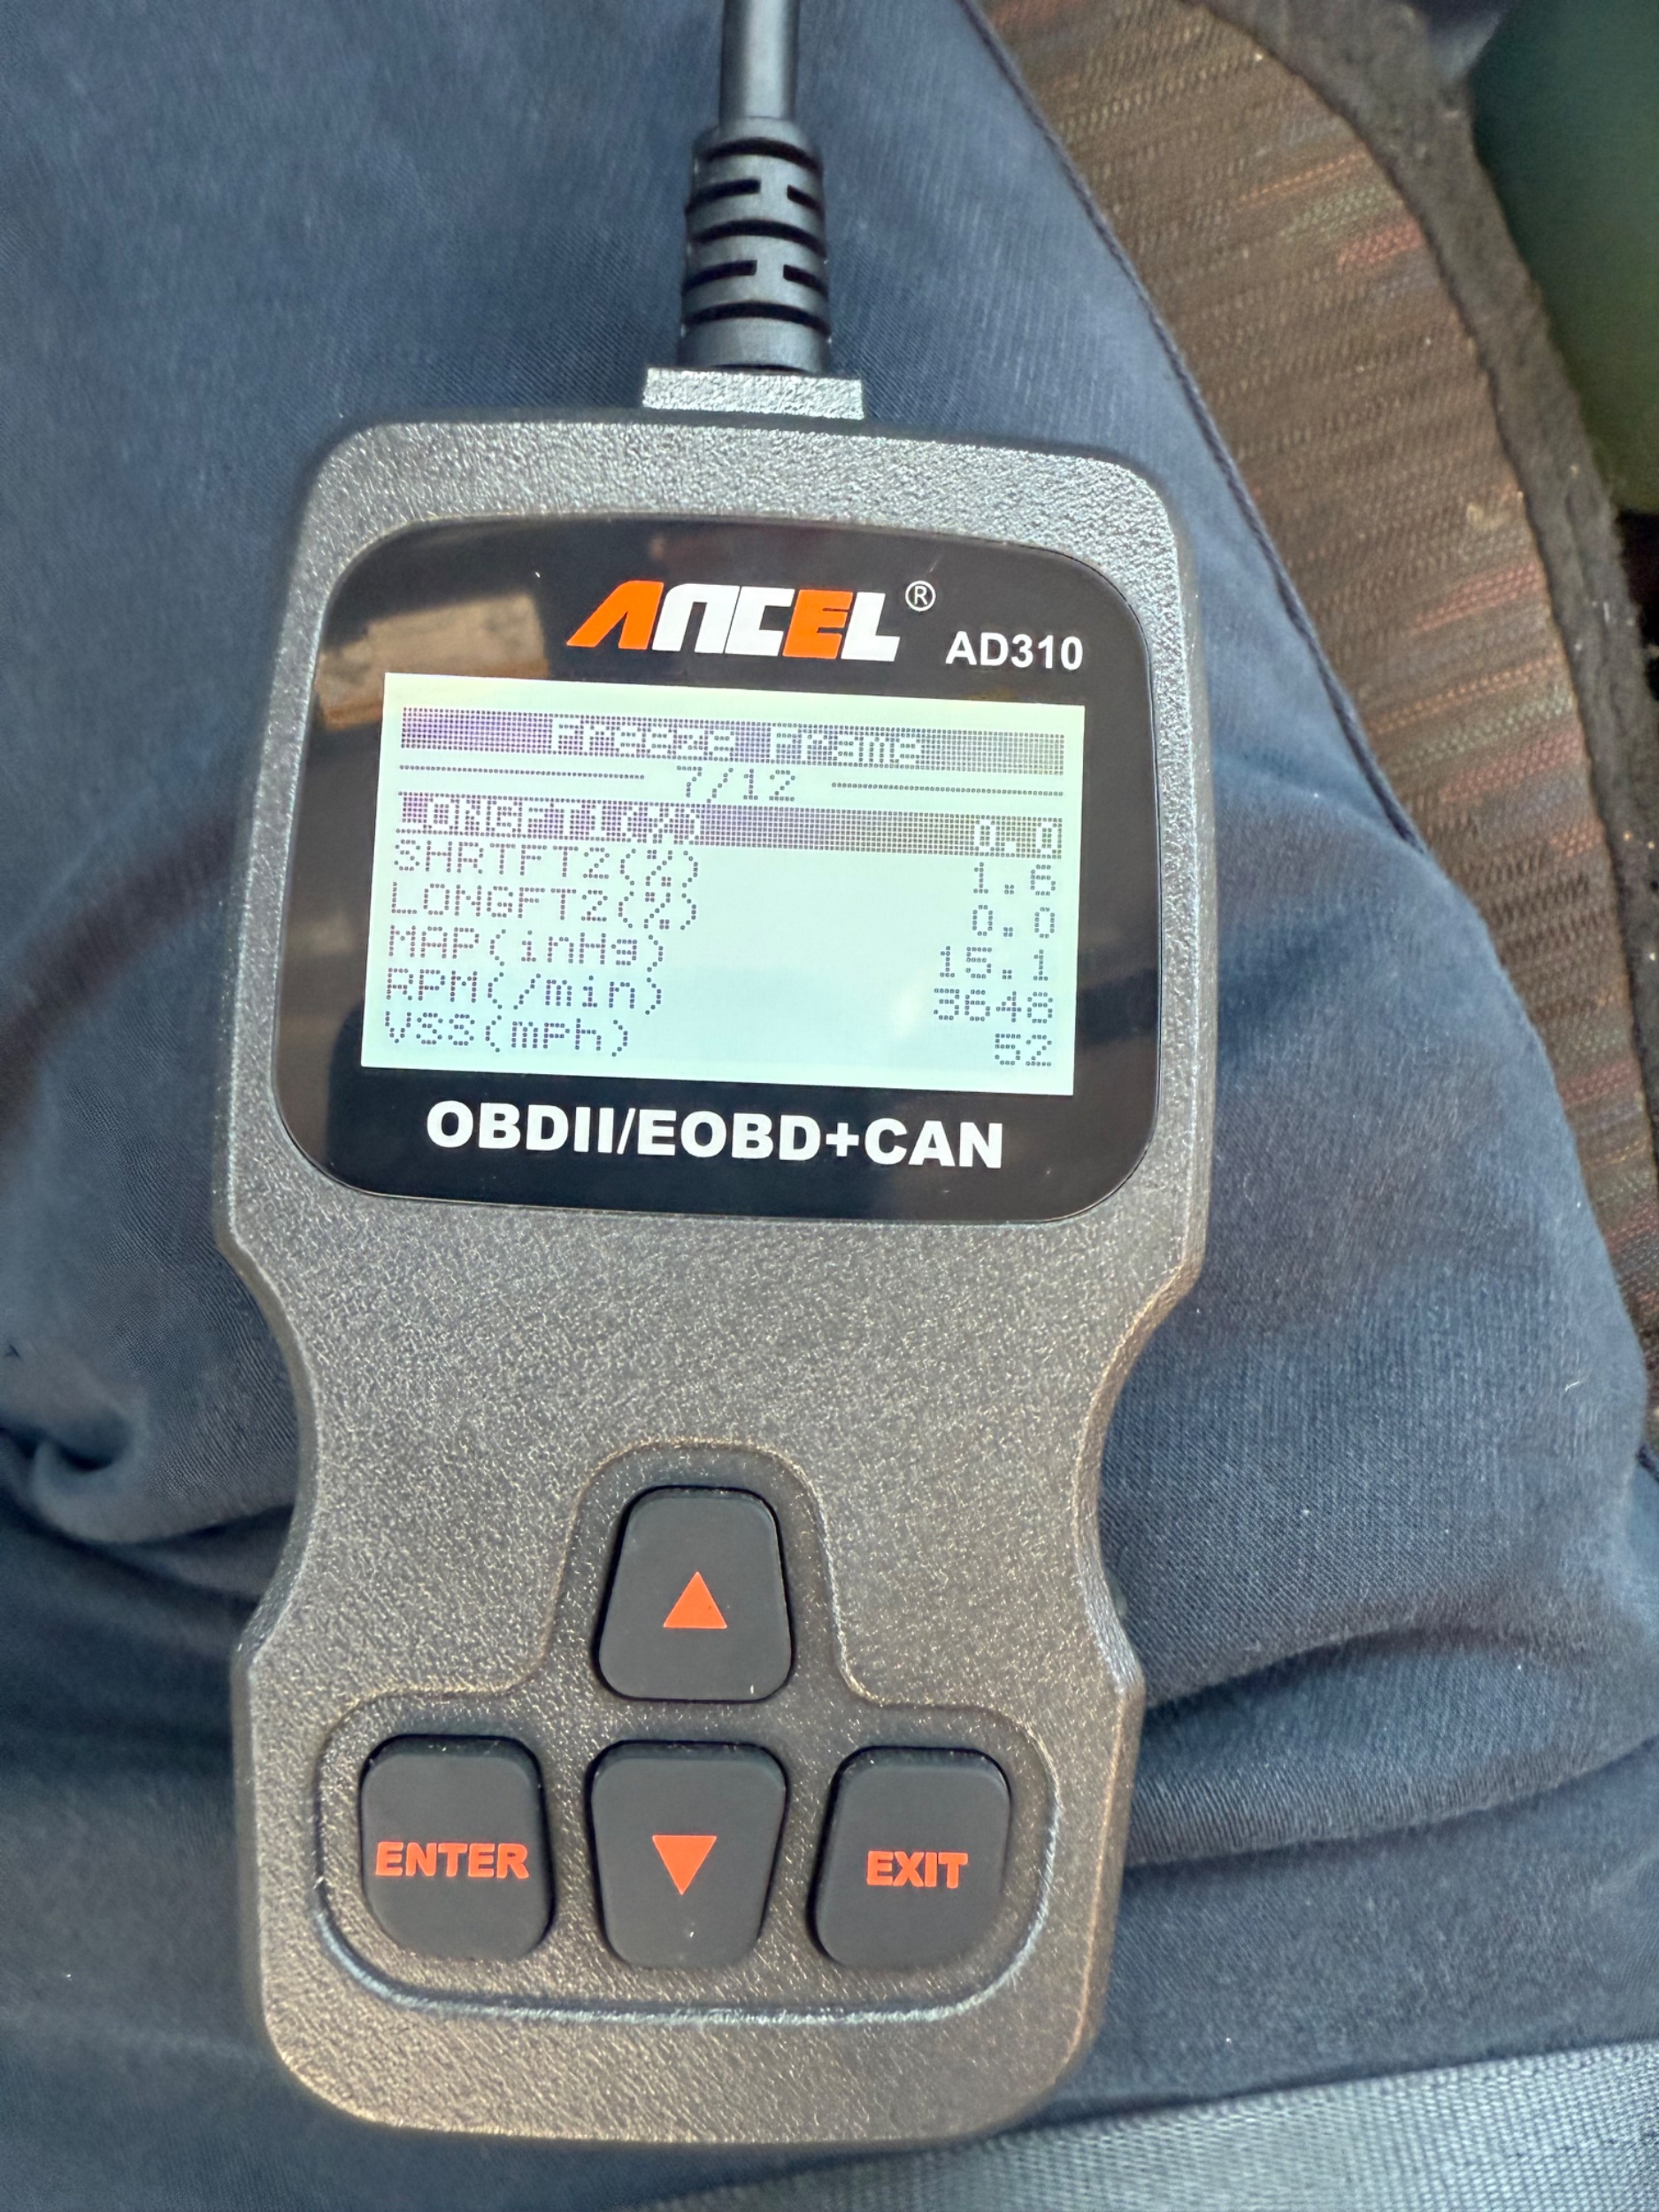 ANCEL® AD310
Freeze Frame
7/12
LONGFT1(%) 0.0
SHRTFT2(%) 1.6
LONGFT2(%) 0.0
MAP(inHg) 15.1
RPM(/min) 3648
VSS(mph) 52
OBDII/EOBD+CAN
ENTER
EXIT